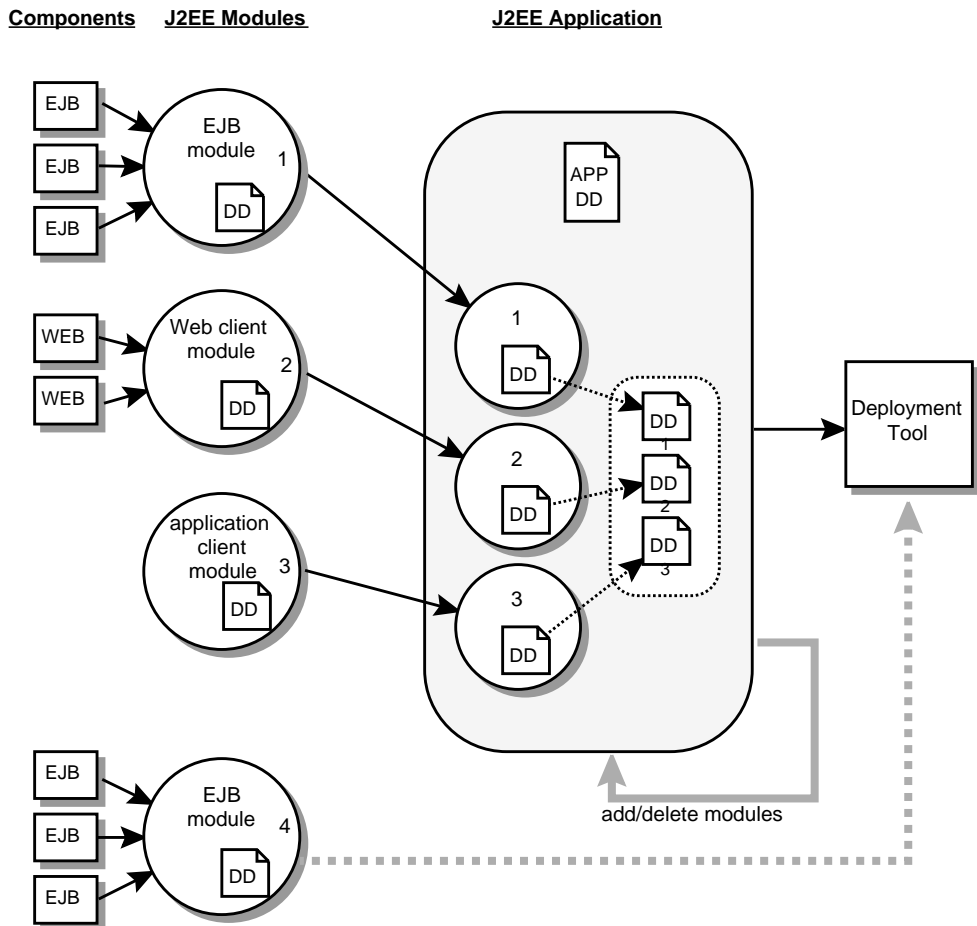 Components J2EE Modules J2EE Application
EJB
EJB
EJB
EJB
module
1
DD
APP
DD
WEB
WEB
Web client
module
2
DD
1
DD
2
DD
3
DD
DD
1
DD
2
DD
3
Deployment
Tool
application
client
module
3
DD
add/delete modules
EJB
EJB
EJB
EJB
module
4
DD